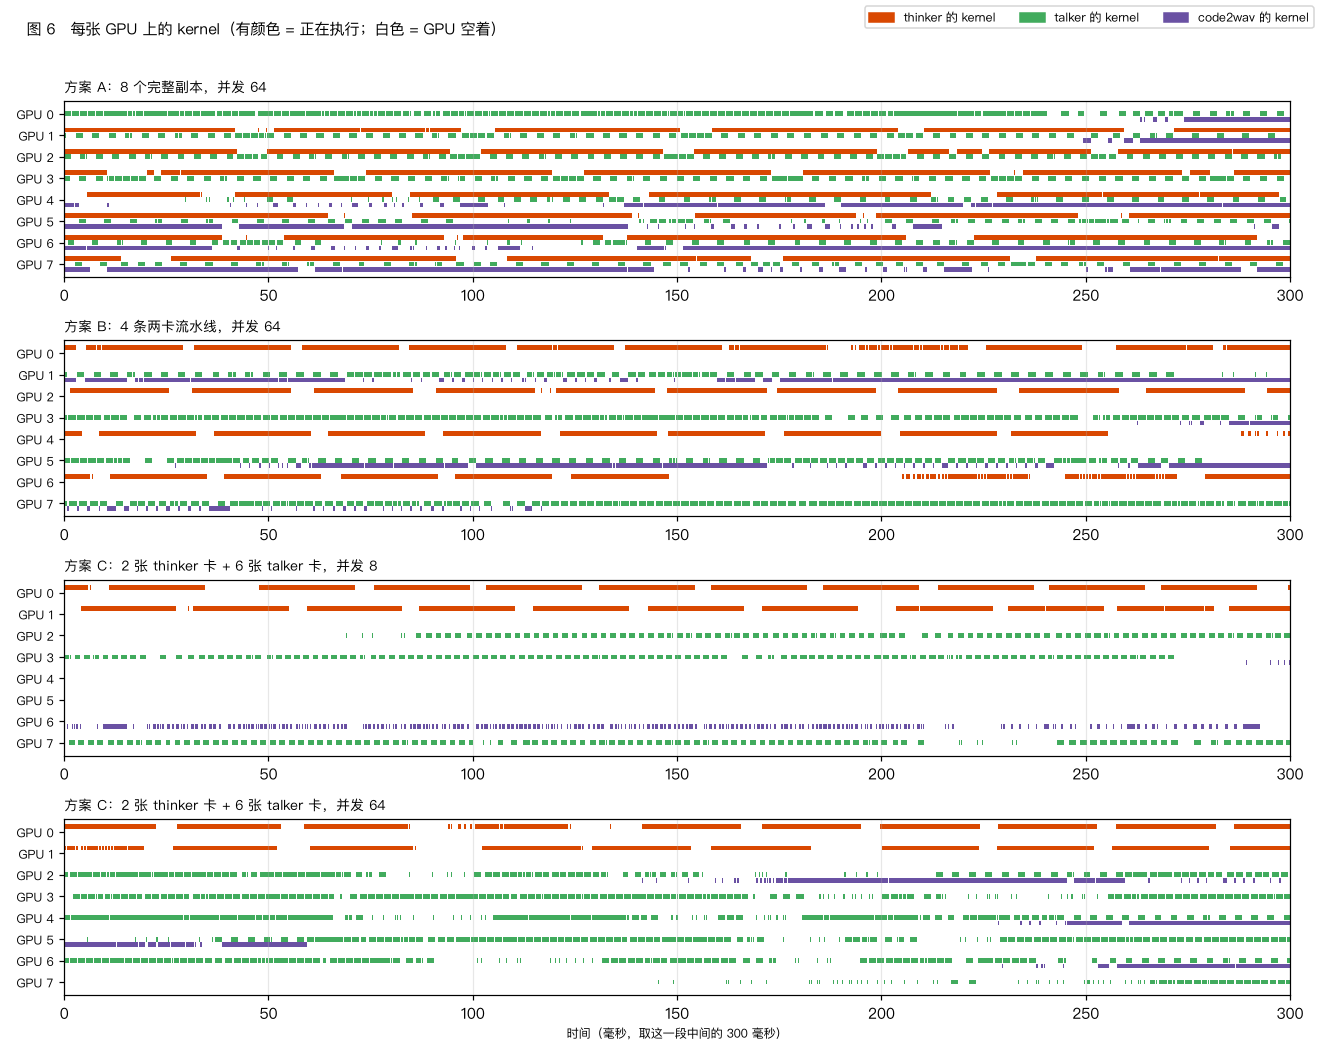 图 6 每张 GPU 上的 kernel（有颜色 = 正在执行；白色 = GPU 空着）
thinker 的 kernel talker 的 kernel code2wav 的 kernel
方案 A：8 个完整副本，并发 64
GPU 0
GPU 1
GPU 2
GPU 3
GPU 4
GPU 5
GPU 6
GPU 7
0 50 100 150 200 250 300
方案 B：4 条两卡流水线，并发 64
GPU 0
GPU 1
GPU 2
GPU 3
GPU 4
GPU 5
GPU 6
GPU 7
0 50 100 150 200 250 300
方案 C：2 张 thinker 卡 + 6 张 talker 卡，并发 8
GPU 0
GPU 1
GPU 2
GPU 3
GPU 4
GPU 5
GPU 6
GPU 7
0 50 100 150 200 250 300
方案 C：2 张 thinker 卡 + 6 张 talker 卡，并发 64
GPU 0
GPU 1
GPU 2
GPU 3
GPU 4
GPU 5
GPU 6
GPU 7
0 50 100 150 200 250 300
时间（毫秒，取这一段中间的 300 毫秒）